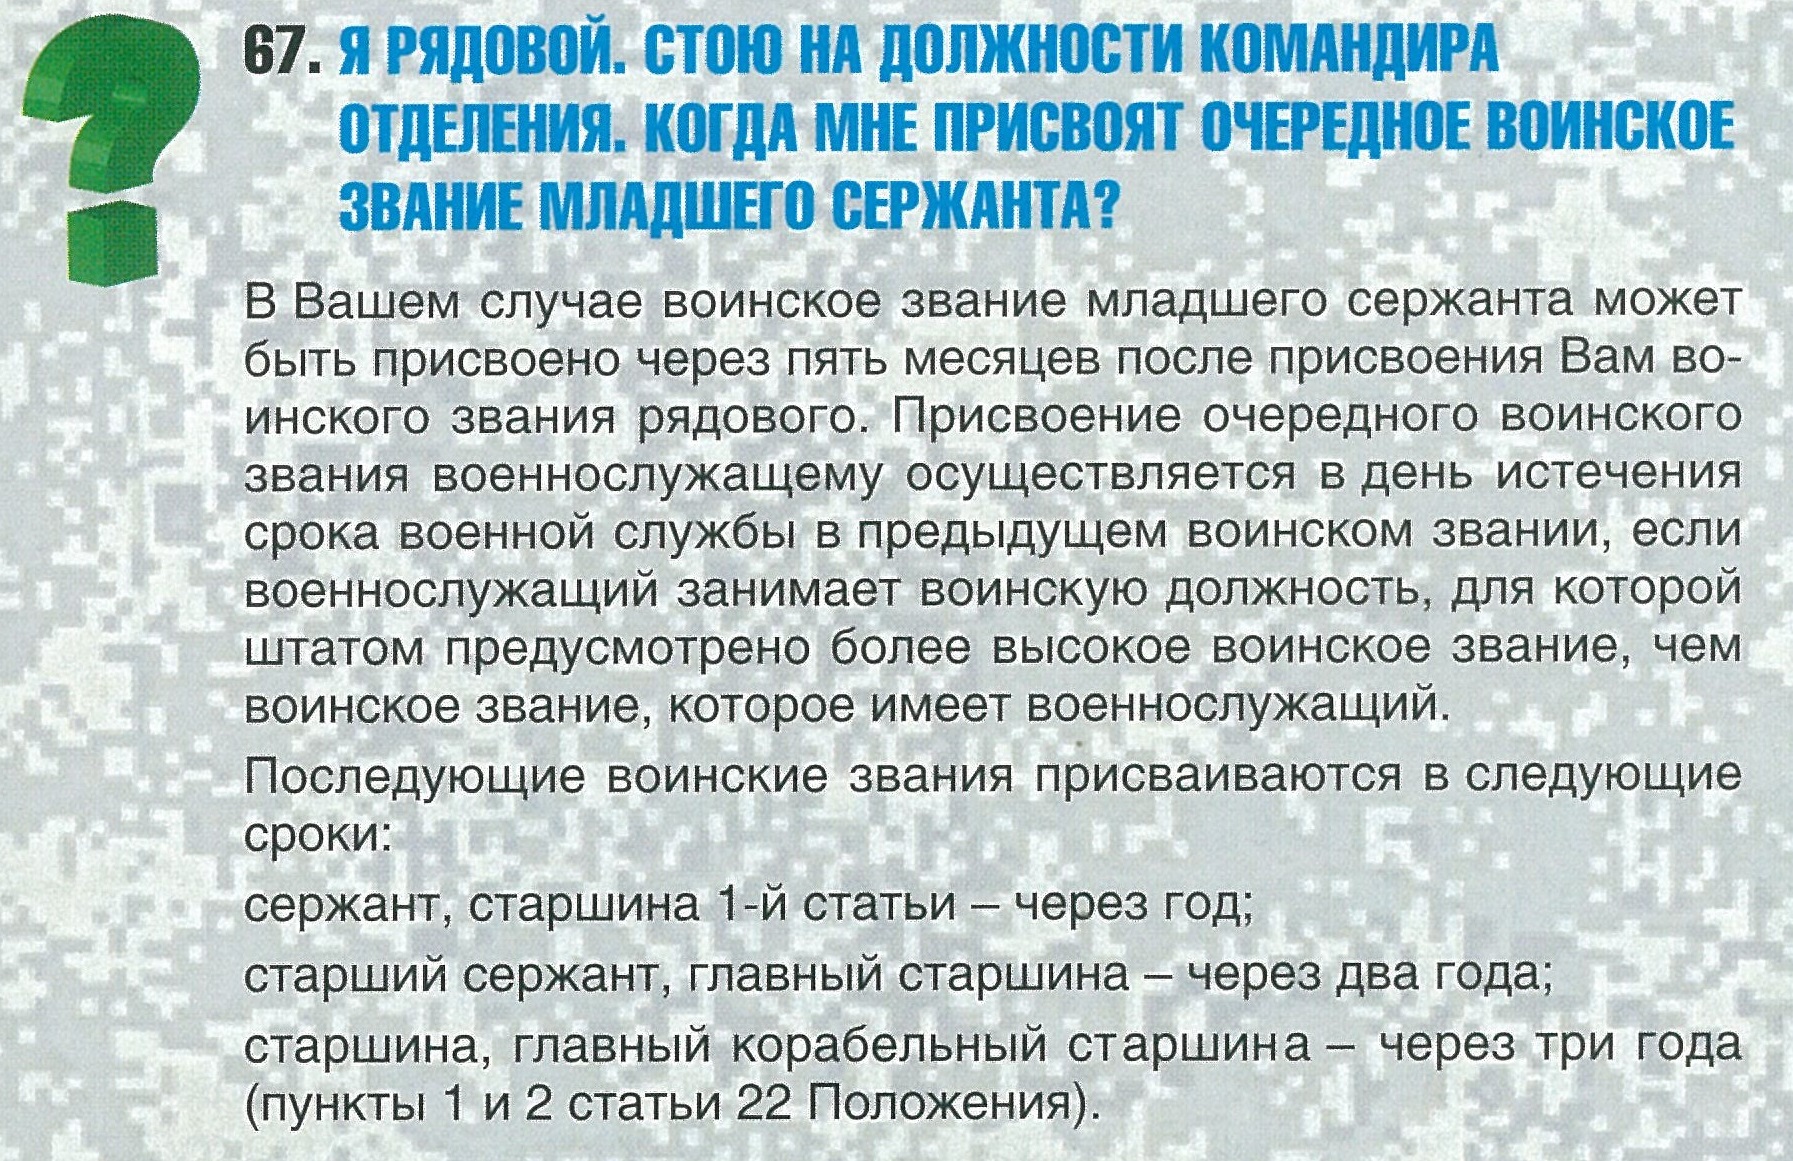 67. Я РЯДОВОЙ. СТОЮ НА ДОЛЖНОСТИ КОМАНДИРА
ОТДЕЛЕНИЯ. КОГДА МНЕ ПРИСВОЯТ ОЧЕРЕДНОЕ ВОИНСКОЕ
ЗВАНИЕ МЛАДШЕГО СЕРЖАНТА?
В Вашем случае воинское звание младшего сержанта может
быть присвоено через пять месяцев после присвоения Вам во-
инского звания рядового. Присвоение очередного воинского
звания военнослужащему осуществляется в день истечения
срока военной службы в предыдущем воинском звании, если
военнослужащий занимает воинскую должность, для которой
штатом предусмотрено более высокое воинское звание, чем
воинское звание, которое имеет военнослужащий.
Последующие воинские звания присваиваются в следующие
сроки:
сержант, старшина 1-й статьи – через год;
старший сержант, главный старшина – через два года;
старшина, главный корабельный старшина – через три года
(пункты 1 и 2 статьи 22 Положения).